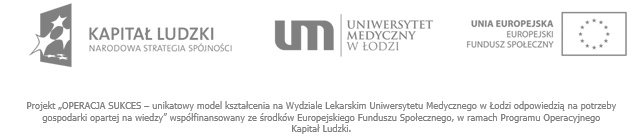 KAPITAŁ LUDZKI
NARODOWA STRATEGIA SPÓJNOŚCI
um
UNIWERSYTET
MEDYCZNY
W ŁODZI
UNIA EUROPEJSKA
EUROPEJSKI
FUNDUSZ SPOŁECZNY
Projekt „OPERACJA SUKCES – unikatowy model kształcenia na Wydziale Lekarskim Uniwersytetu Medycznego w Łodzi odpowiedzią na potrzeby
gospodarki opartej na wiedzy” współfinansowany ze środków Europejskiego Funduszu Społecznego, w ramach Programu Operacyjnego
Kapitał Ludzki.